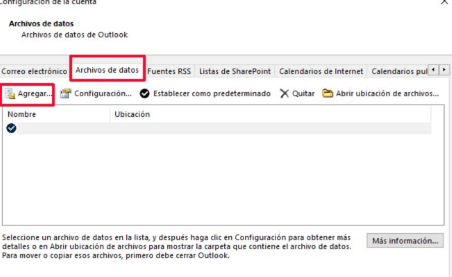 Configuración de la cuenta
Archivos de datos
Archivos de datos de Outlook
Correo electrónico Archivos de datos Fuentes RSS Listas de SharePoint Calendarios de Internet Calendarios pul
Agregar... Configuración... Establecer como predeterminado Quitar Abrir ubicación de archivos...
Nombre Ubicación
Seleccione un archivo de datos en la lista, y después haga clic en Configuración para obtener más
detalles o en Abrir ubicación de archivos para mostrar la carpeta que contiene el archivo de datos.
Para mover o copiar esos archivos, primero debe cerrar Outlook.
Más información...